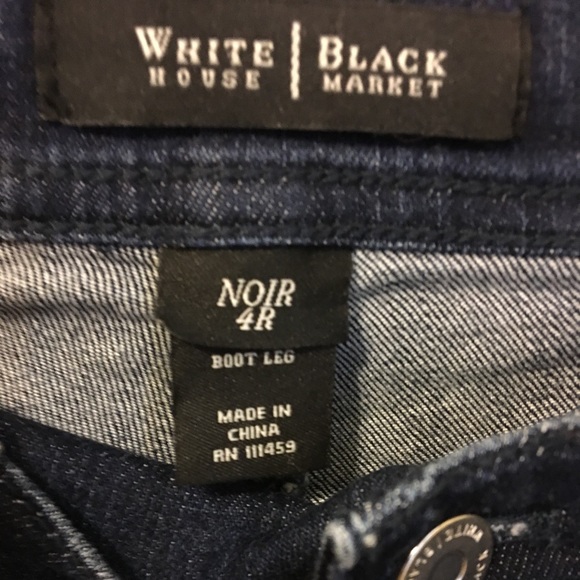 WHITE | BLACK
HOUSE | MARKET
NOIR
4R
BOOT LEG
MADE IN
CHINA
RN 111459